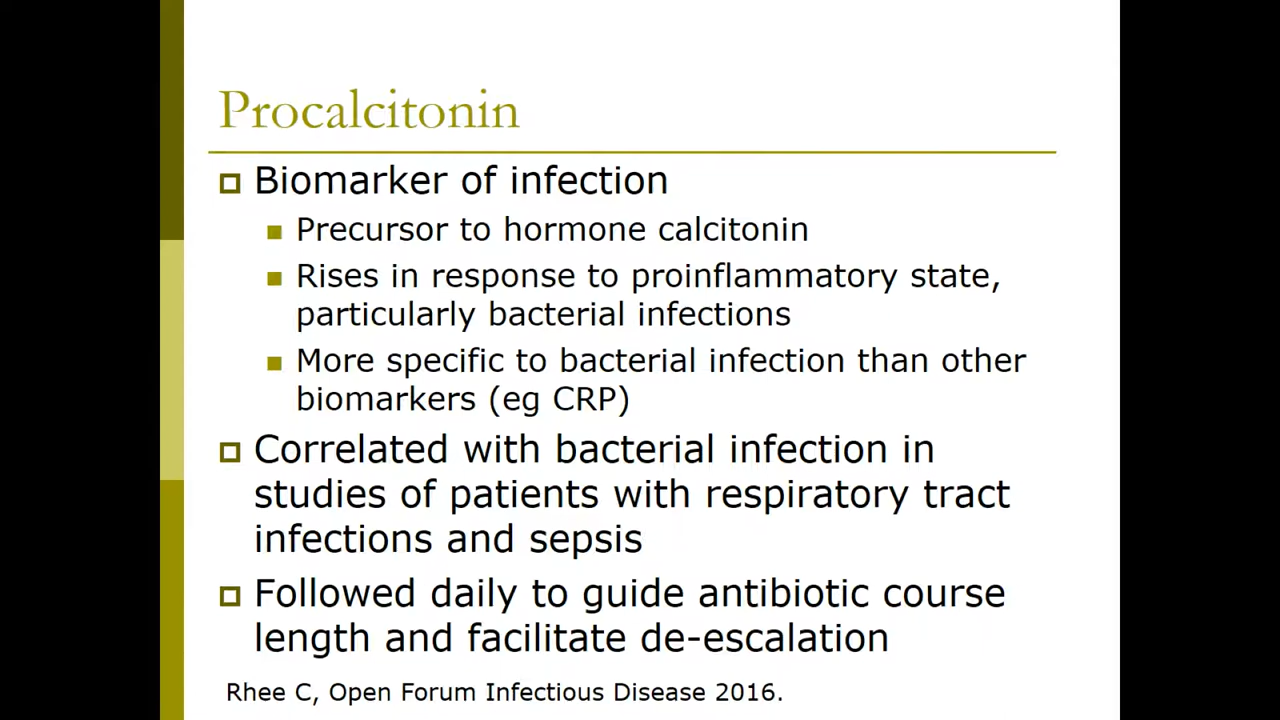 Procalcitonin
Biomarker of infection
Precursor to hormone calcitonin
Rises in response to proinflammatory state,
particularly bacterial infections
More specific to bacterial infection than other
biomarkers (eg CRP)
Correlated with bacterial infection in
studies of patients with respiratory tract
infections and sepsis
Followed daily to guide antibiotic course
length and facilitate de-escalation
Rhee C, Open Forum Infectious Disease 2016.